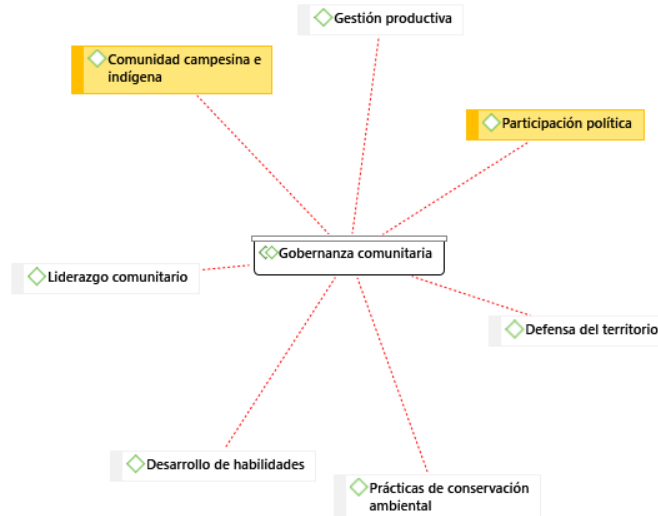 Gestión productiva
Comunidad campesina e
indígena
Participación política
Gobernanza comunitaria
Liderazgo comunitario
Defensa del territorio
Desarrollo de habilidades
Prácticas de conservación
ambiental